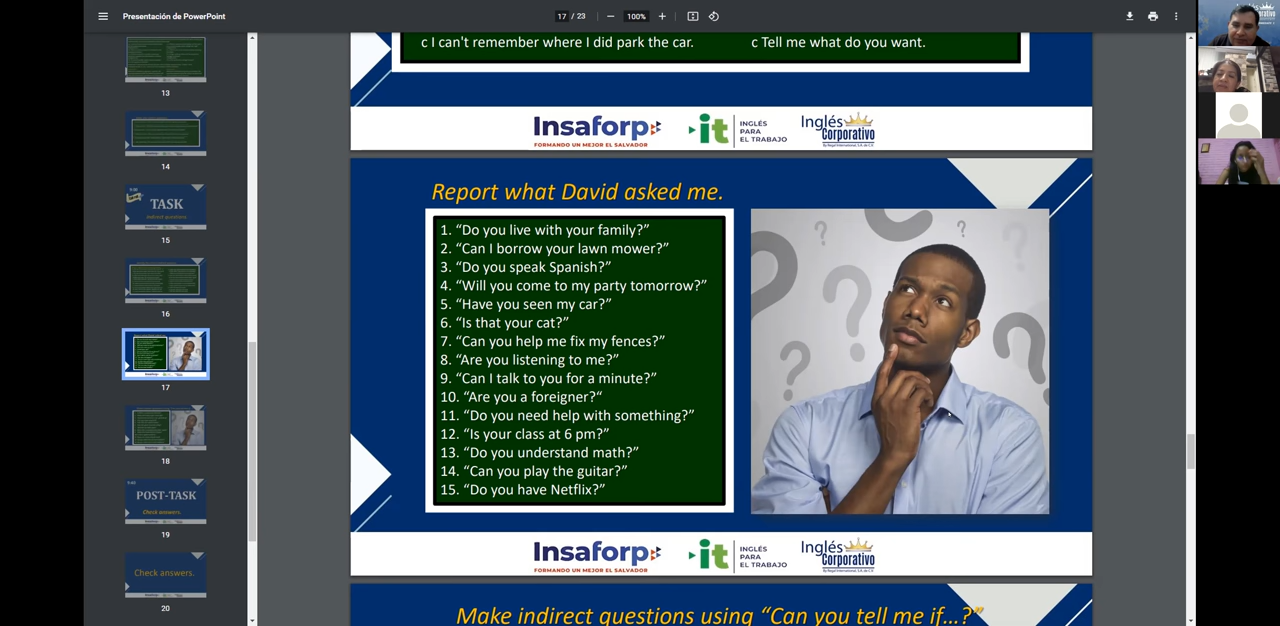 Presentación de PowerPoint
17 / 23
100%
c I can't remember where I did park the car.
c Tell me what do you want.
Insaforp
FORMANDO UN MEJOR EL SALVADOR
it
INGLÉS
PARA
EL TRABAJO
Inglés
Corporativo
Report what David asked me.
1. “Do you live with your family?”
2. “Can I borrow your lawn mower?”
3. “Do you speak Spanish?”
4. “Will you come to my party tomorrow?”
5. “Have you seen my car?”
6. “Is that your cat?”
7. “Can you help me fix my fences?”
8. “Are you listening to me?”
9. “Can I talk to you for a minute?”
10. “Are you a foreigner?“
11. “Do you need help with something?”
12. “Is your class at 6 pm?”
13. “Do you understand math?”
14. “Can you play the guitar?”
15. “Do you have Netflix?”
Insaforp
FORMANDO UN MEJOR EL SALVADOR
it
INGLÉS
PARA
EL TRABAJO
Inglés
Corporativo
Make indirect questions using “Can you tell me if…?”
13
14
TASK
Indirect questions.
15
16
17
18
POST-TASK
Check answers.
19
Check answers.
20